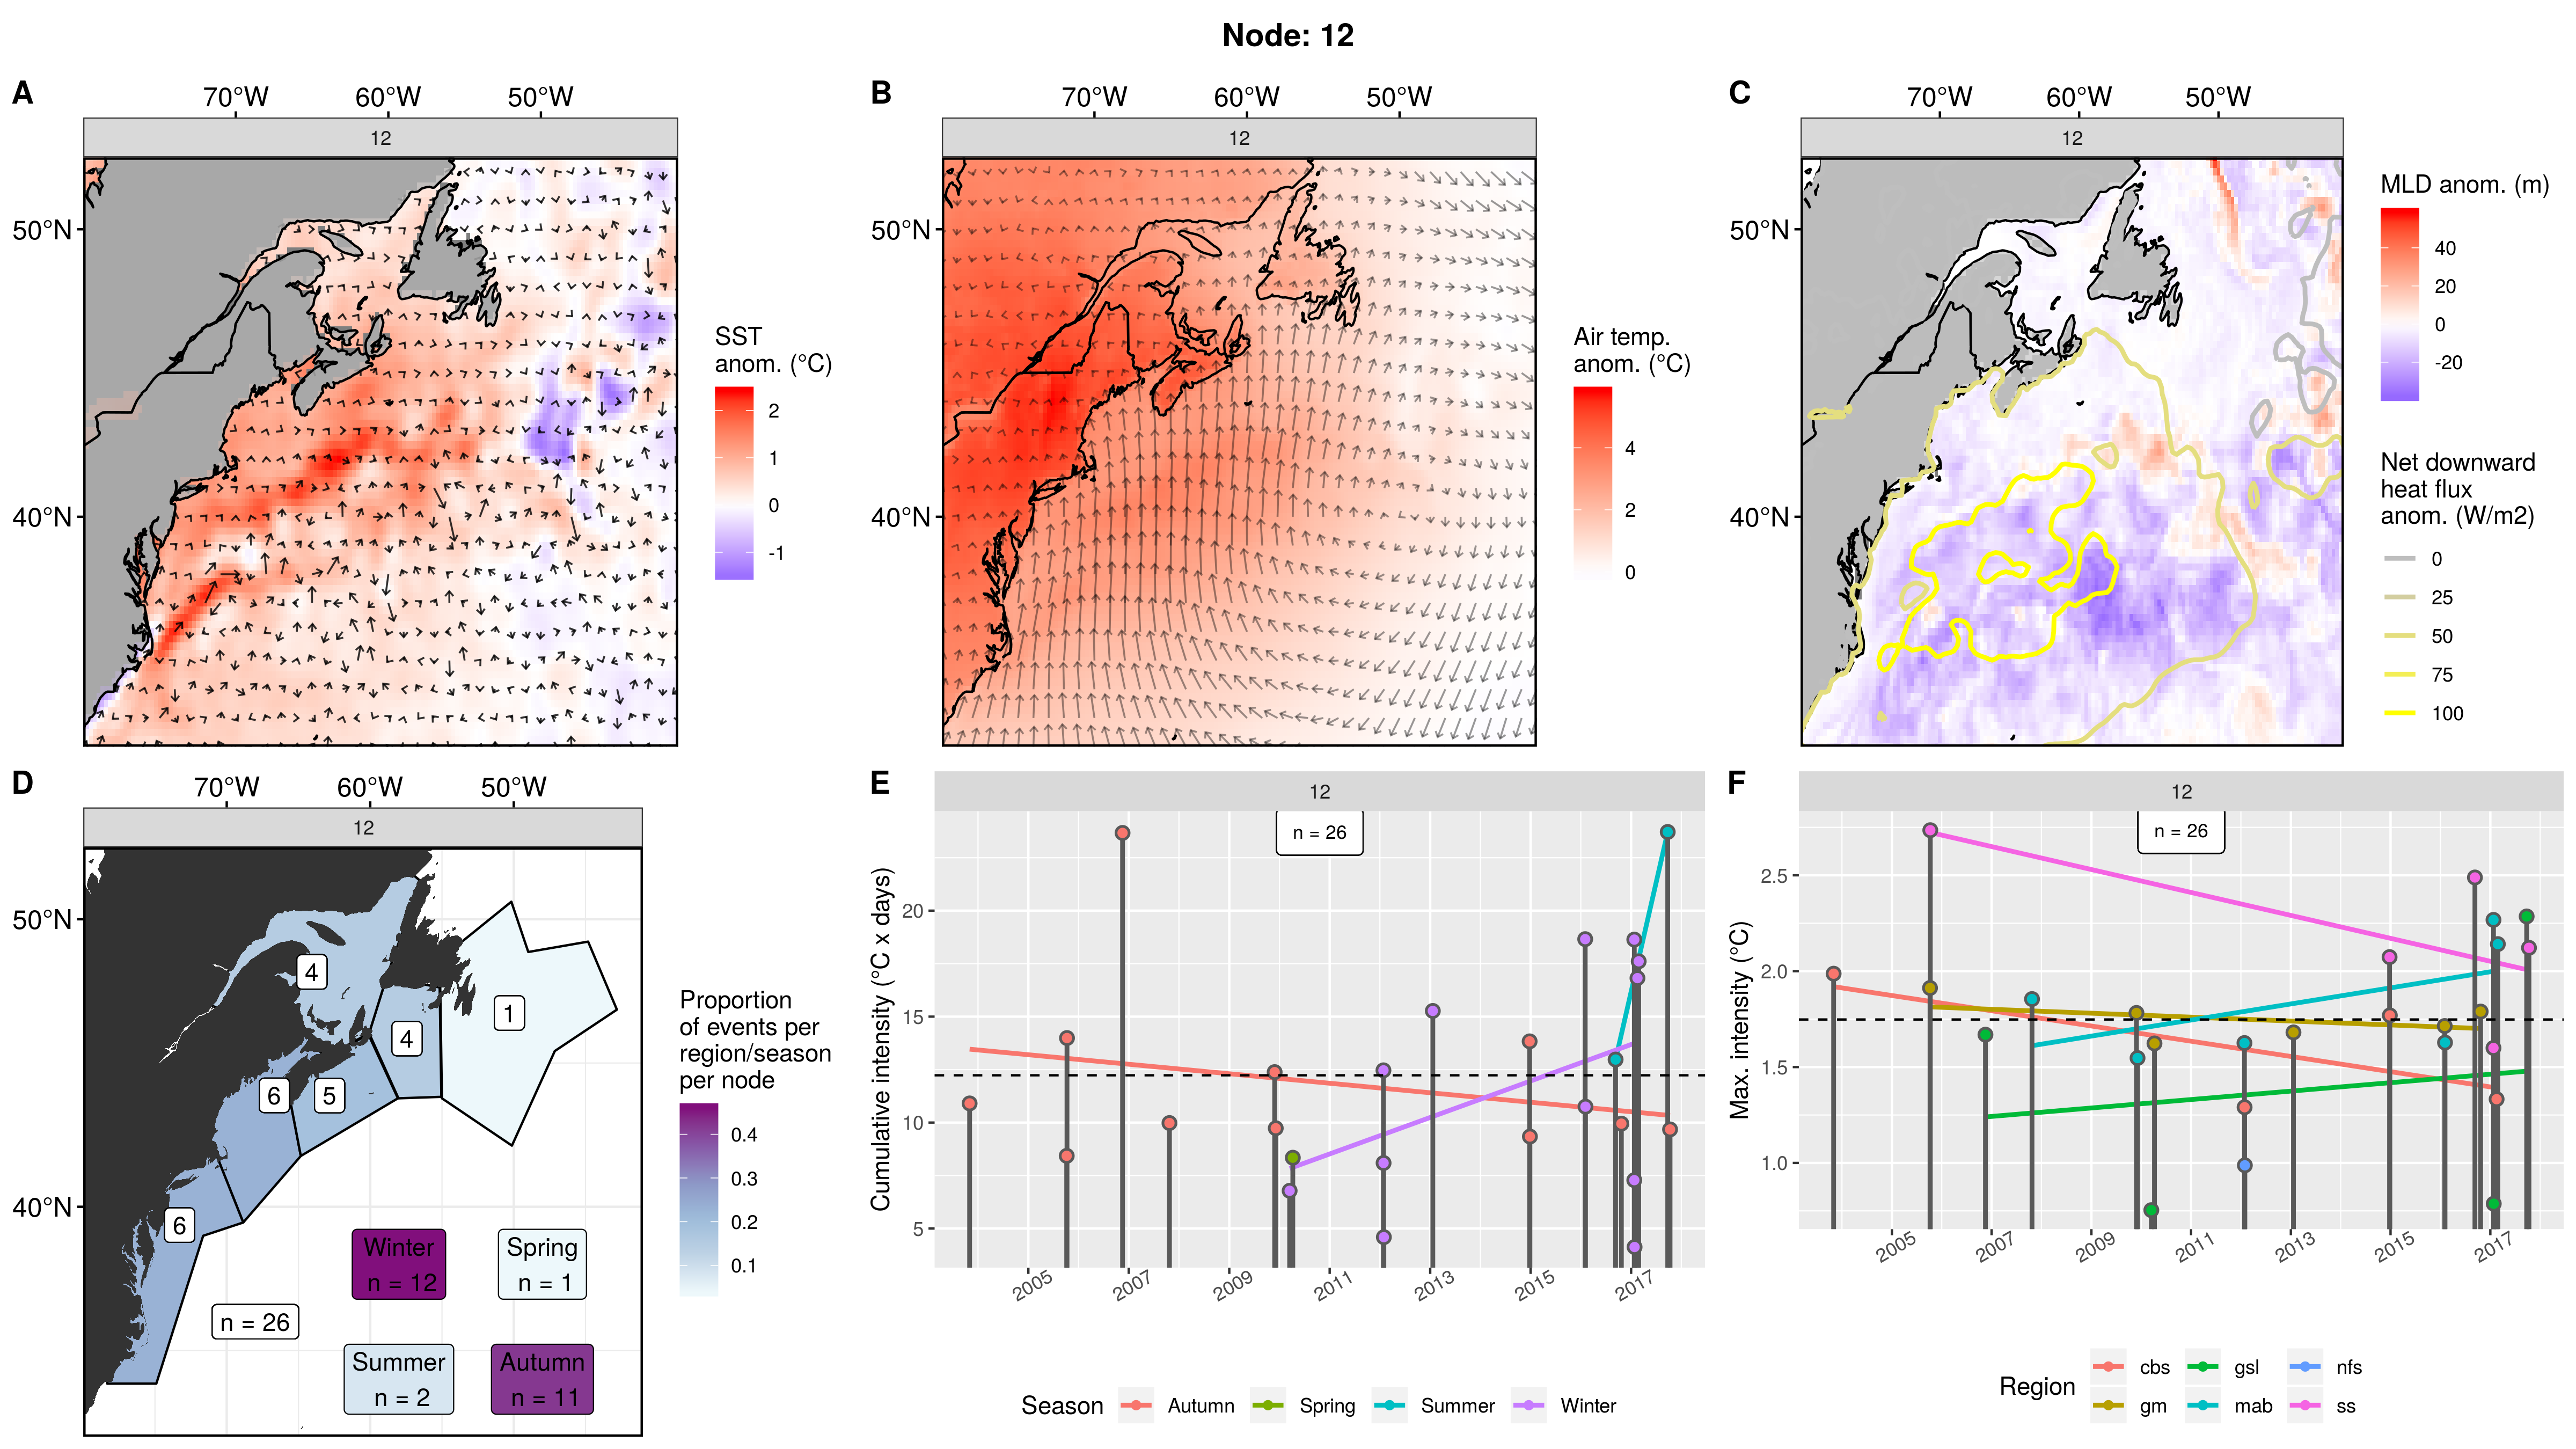 Node: 12
A
70°W 60°W 50°W
12
50°N
40°N
SST
anom. (°C)
2
1
0
-1
B
70°W 60°W 50°W
12
50°N
40°N
Air temp.
anom. (°C)
4
2
0
C
70°W 60°W 50°W
12
50°N
40°N
MLD anom. (m)
40
20
0
-20
Net downward
heat flux
anom. (W/m2)
0
25
50
75
100
D
70°W 60°W 50°W
12
50°N
40°N
4
4
1
6
5
6
n = 26
Winter
n = 12
Spring
n = 1
Summer
n = 2
Autumn
n = 11
Proportion
of events per
region/season
per node
0.4
0.3
0.2
0.1
E
12
n = 26
Cumulative intensity (°C x days)
20
15
10
5
2005 2007 2009 2011 2013 2015 2017
Season Autumn Spring Summer Winter
F
12
n = 26
Max. intensity (°C)
2.5
2.0
1.5
1.0
2005 2007 2009 2011 2013 2015 2017
Region
cbs gsl nfs
gm mab ss